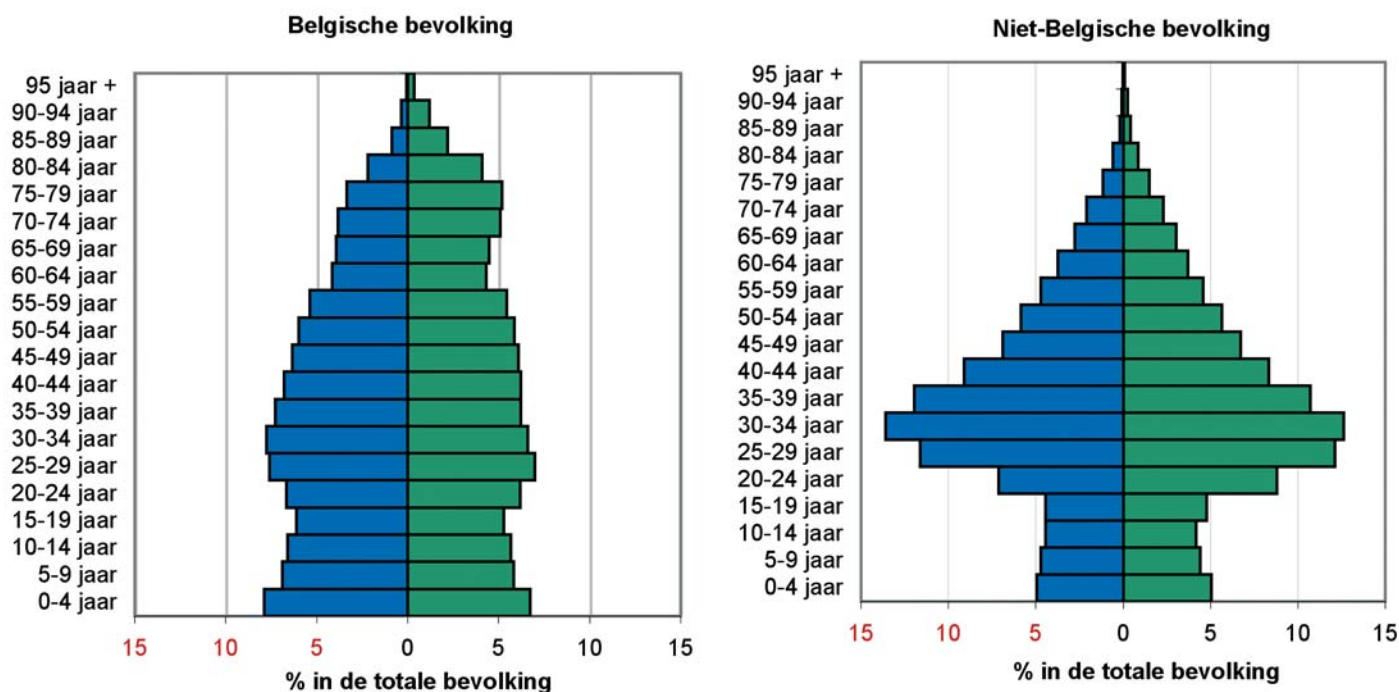 Belgische bevolking
95 jaar +
90-94 jaar
85-89 jaar
80-84 jaar
75-79 jaar
70-74 jaar
65-69 jaar
60-64 jaar
55-59 jaar
50-54 jaar
45-49 jaar
40-44 jaar
35-39 jaar
30-34 jaar
25-29 jaar
20-24 jaar
15-19 jaar
10-14 jaar
5-9 jaar
0-4 jaar
15 10 5 0 5 10 15
% in de totale bevolking
Niet-Belgische bevolking
95 jaar +
90-94 jaar
85-89 jaar
80-84 jaar
75-79 jaar
70-74 jaar
65-69 jaar
60-64 jaar
55-59 jaar
50-54 jaar
45-49 jaar
40-44 jaar
35-39 jaar
30-34 jaar
25-29 jaar
20-24 jaar
15-19 jaar
10-14 jaar
5-9 jaar
0-4 jaar
15 10 5 0 5 10 15
% in de totale bevolking